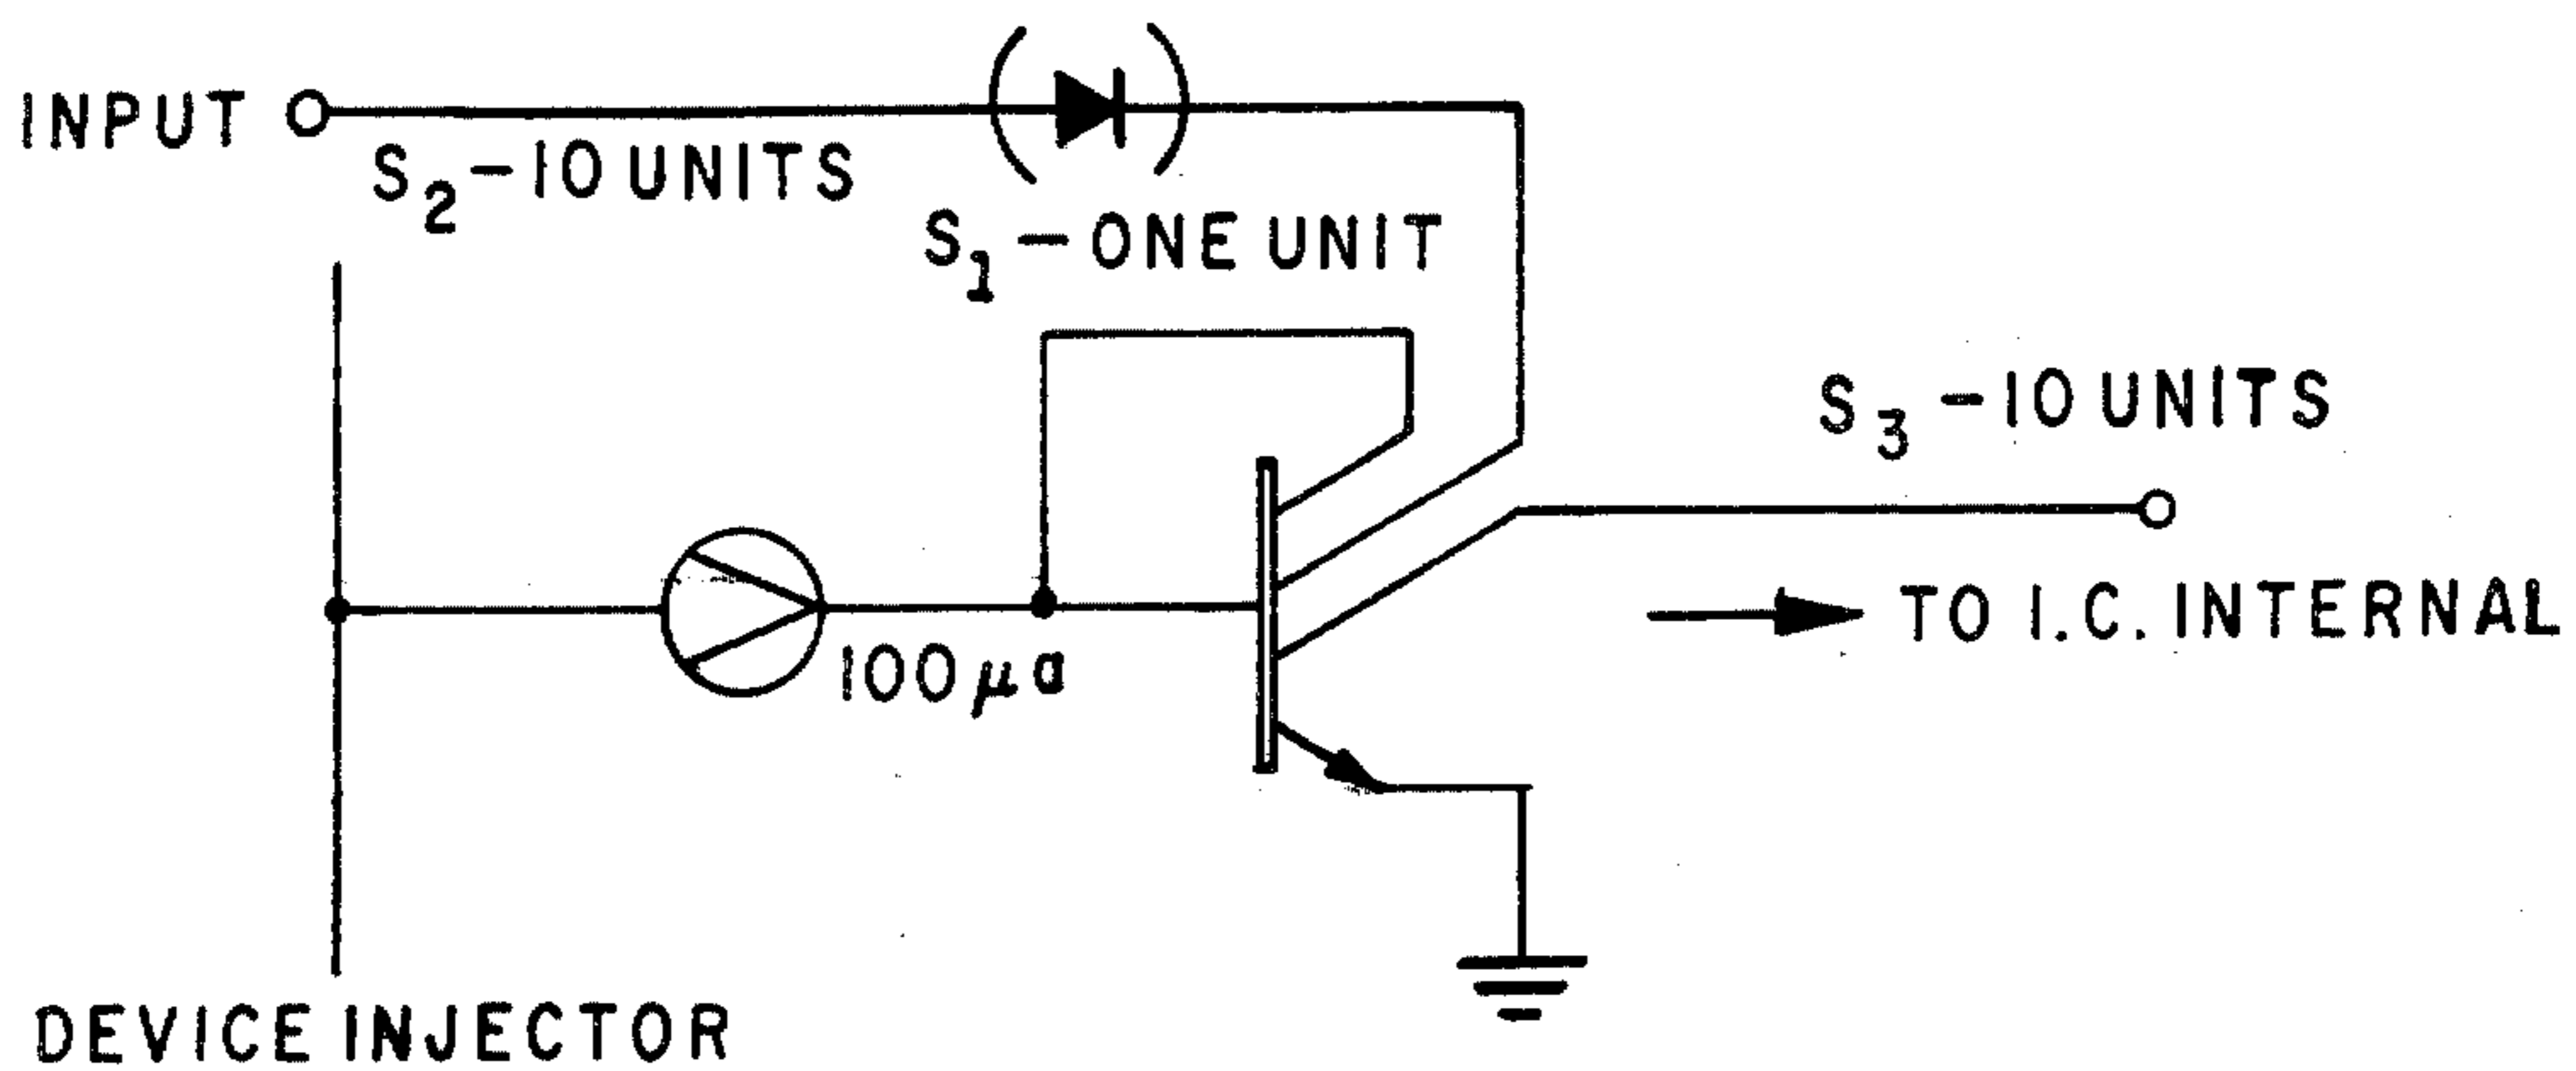 INPUT
S2-10 UNITS
S1-ONE UNIT
S3-10 UNITS
TO I.C. INTERNAL
100μa
DEVICE INJECTOR